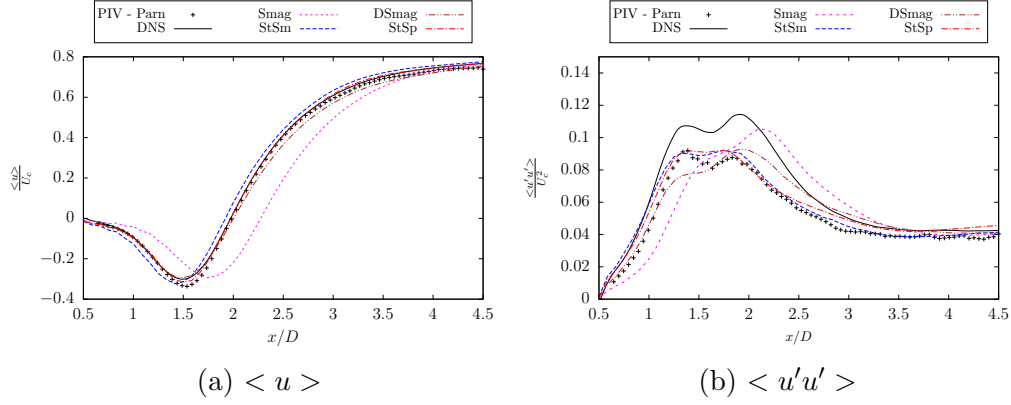 PIV - Parn Smag DSmag
DNS StSm StSp
0.8
0.6
0.4
0.2
0
−0.2
−0.4
<u>
U_c
0.5 1 1.5 2 2.5 3 3.5 4 4.5
x/D
(a) < u >
PIV - Parn Smag DSmag
DNS StSm StSp
0.14
0.12
0.1
0.08
0.06
0.04
0.02
0
<u'u'>
U_c^2
0.5 1 1.5 2 2.5 3 3.5 4 4.5
x/D
(b) < u'u' >